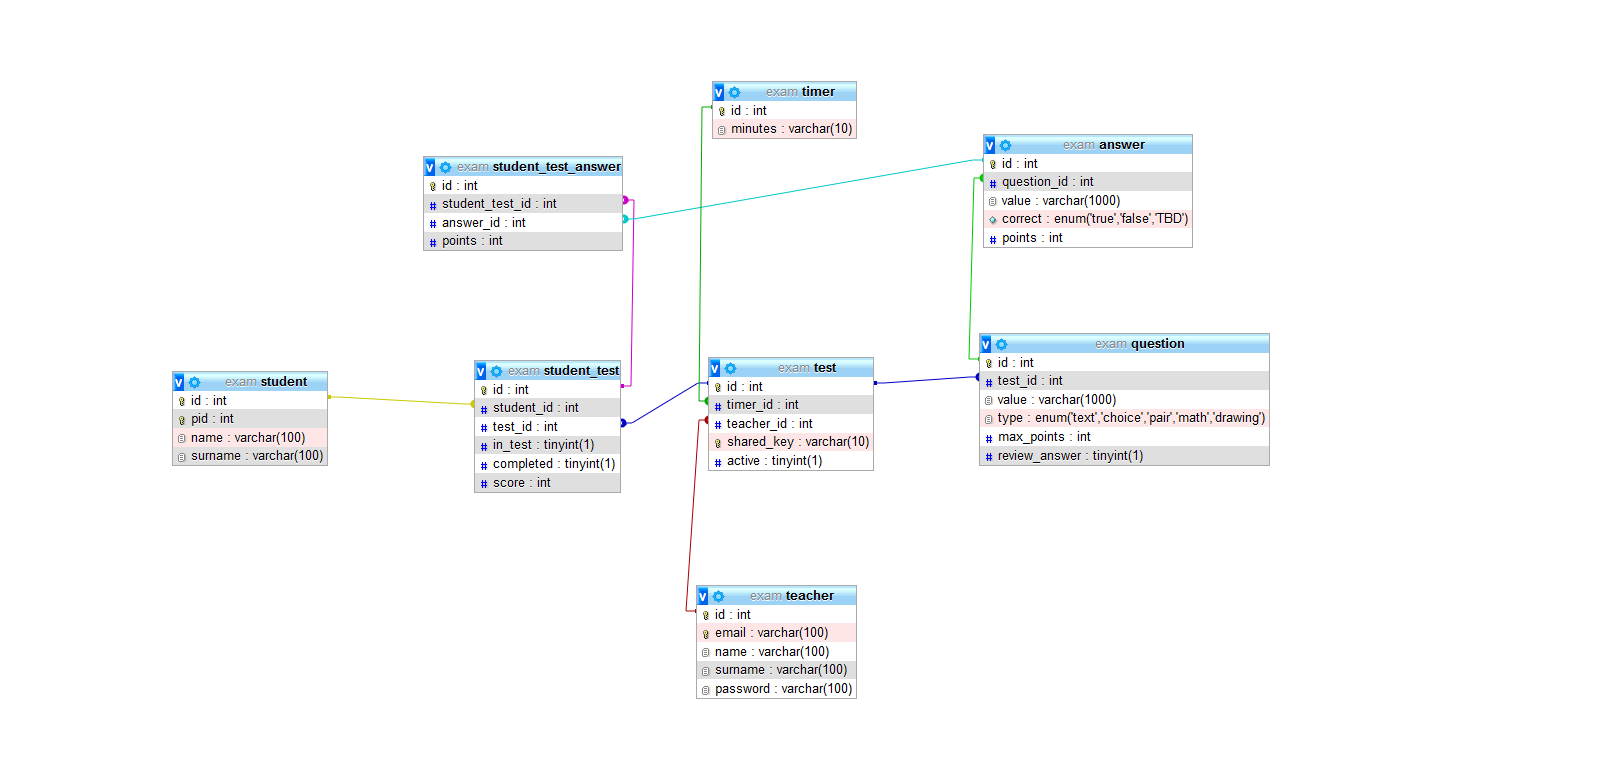 exam timer
id : int
minutes : varchar(10)
exam student_test_answer
id : int
student_test_id : int
answer_id : int
points : int
exam answer
id : int
question_id : int
value : varchar(1000)
correct : enum('true','false','TBD')
points : int
exam student
id : int
pid : int
name : varchar(100)
surname : varchar(100)
exam student_test
id : int
student_id : int
test_id : int
in_test : tinyint(1)
completed : tinyint(1)
score : int
exam test
id : int
timer_id : int
teacher_id : int
shared_key : varchar(10)
active : tinyint(1)
exam question
id : int
test_id : int
value : varchar(1000)
type : enum('text','choice','pair','math','drawing')
max_points : int
review_answer : tinyint(1)
exam teacher
id : int
email : varchar(100)
name : varchar(100)
surname : varchar(100)
password : varchar(100)